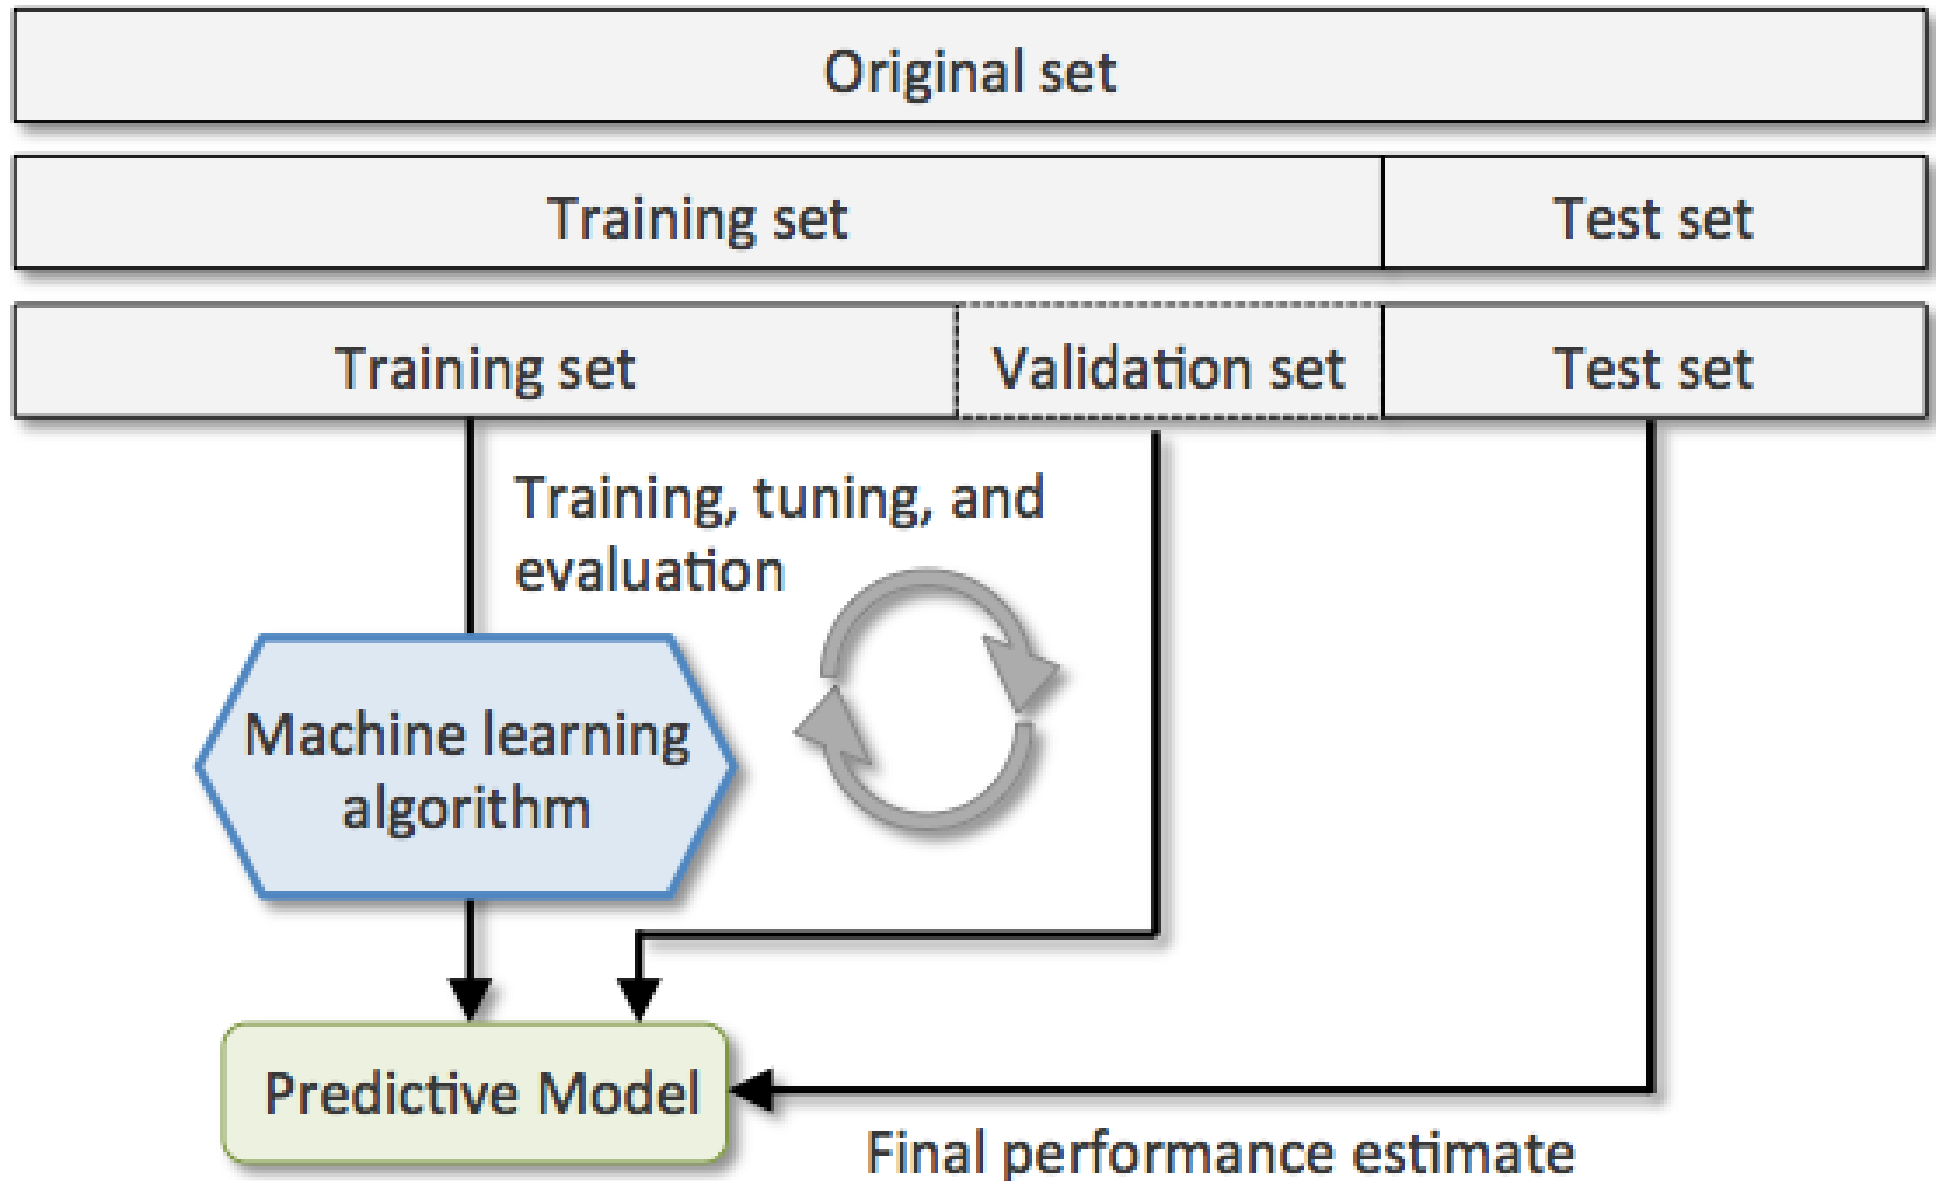 Original set
Training set
Test set
Training set
Validation set
Test set
Training, tuning, and
evaluation
Machine learning
algorithm
Predictive Model
Final performance estimate